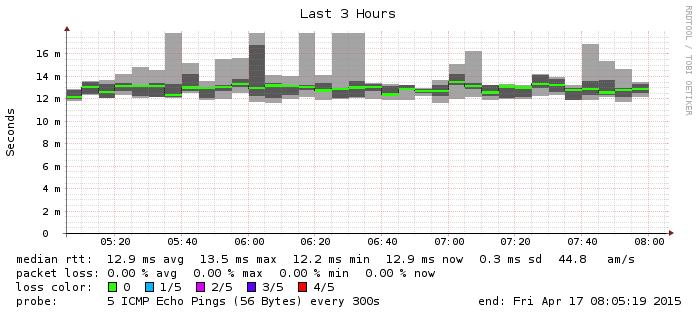 Last 3 Hours
RRDTOOL / TOBI OETIKER
Seconds
16 m
14 m
12 m
10 m
8 m
6 m
4 m
2 m
0
05:20 05:40 06:00 06:20 06:40 07:00 07:20 07:40 08:00
median rtt: 12.9 ms avg 13.5 ms max 12.2 ms min 12.9 ms now 0.3 ms sd 44.8 am/s
packet loss: 0.00 % avg 0.00 % max 0.00 % min 0.00 % now
loss color: 0 1/5 2/5 3/5 4/5
probe: 5 ICMP Echo Pings (56 Bytes) every 300s end: Fri Apr 17 08:05:19 2015